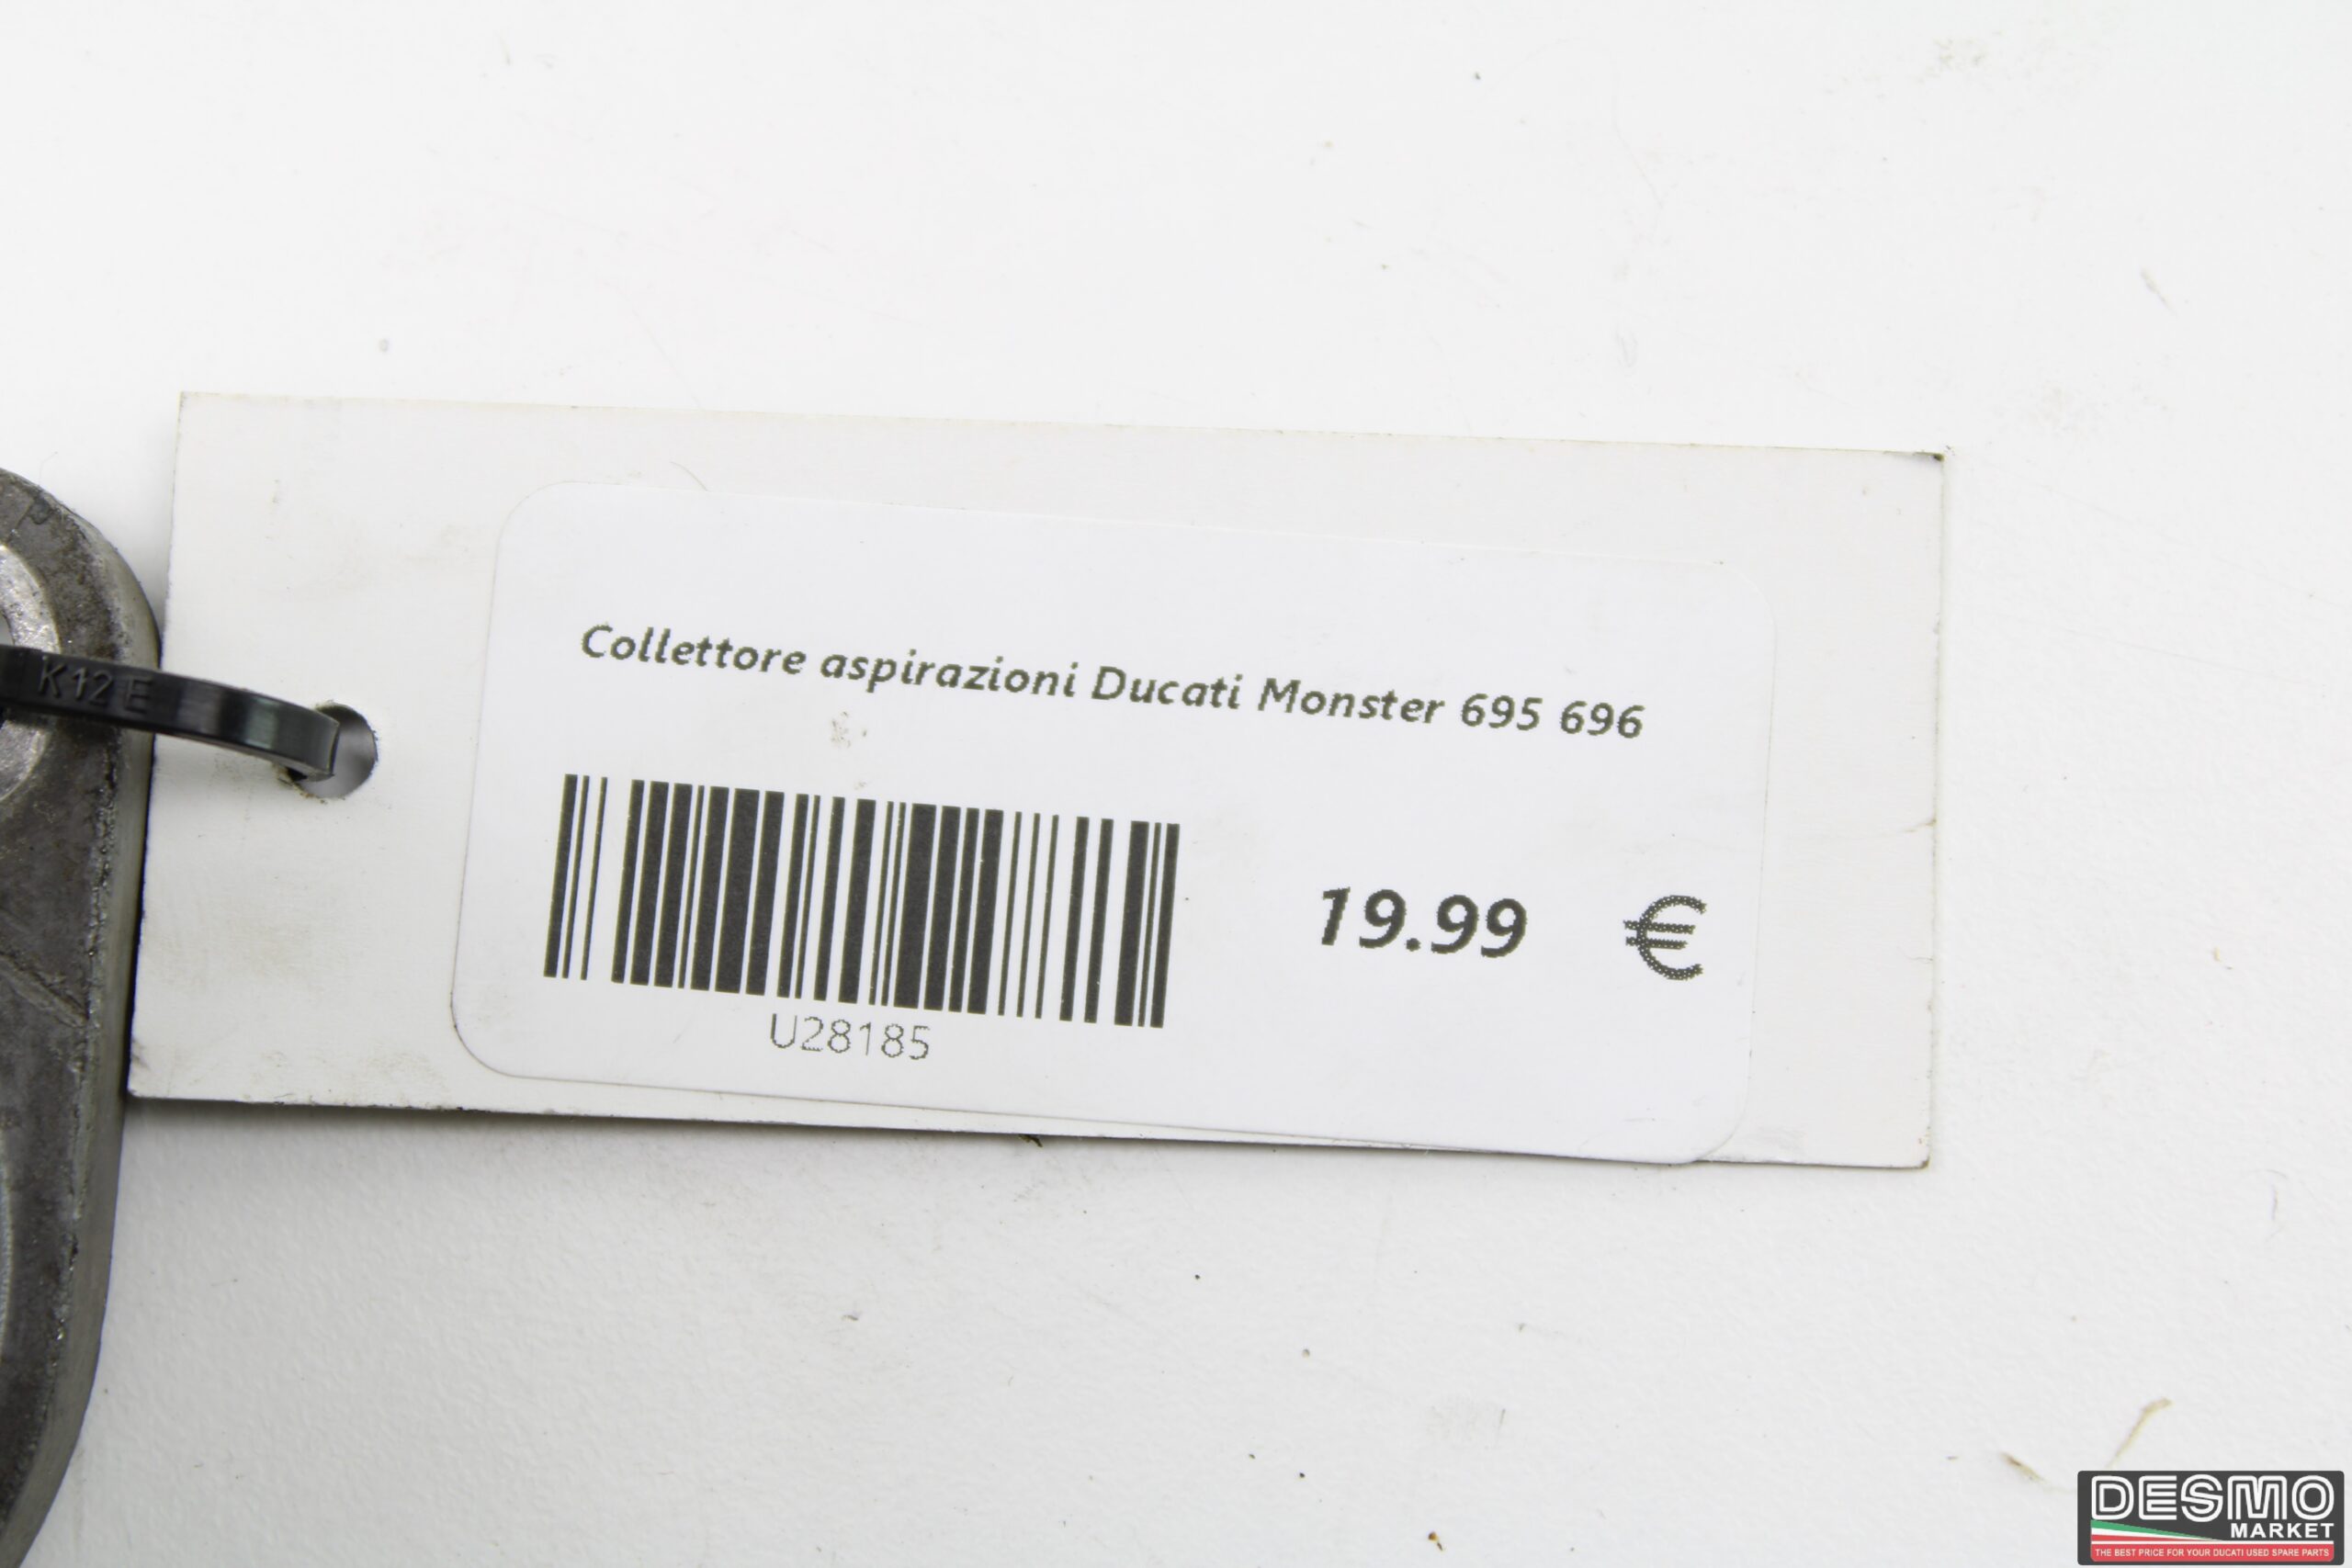 Collettore aspirazioni Ducati Monster 695 696
K12E
19.99 €
U28185
DESMO
MARKET
THE BEST PRICE FOR YOUR DUCATI USED SPARE PARTS